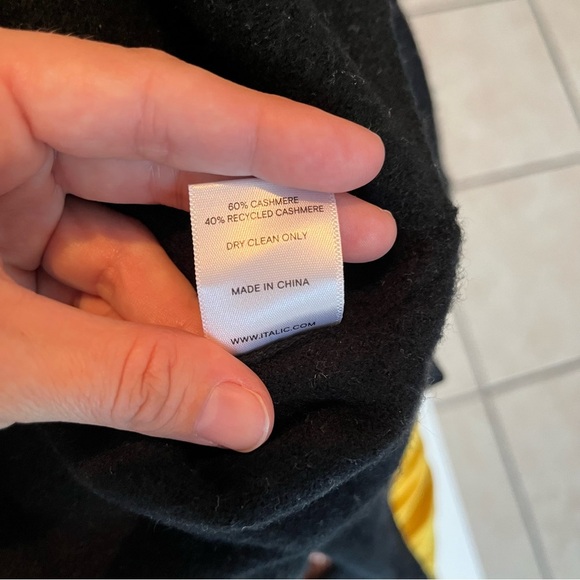 60% CASHMERE
40% RECYCLED CASHMERE
DRY CLEAN ONLY
MADE IN CHINA
WWW.ITALIC.COM